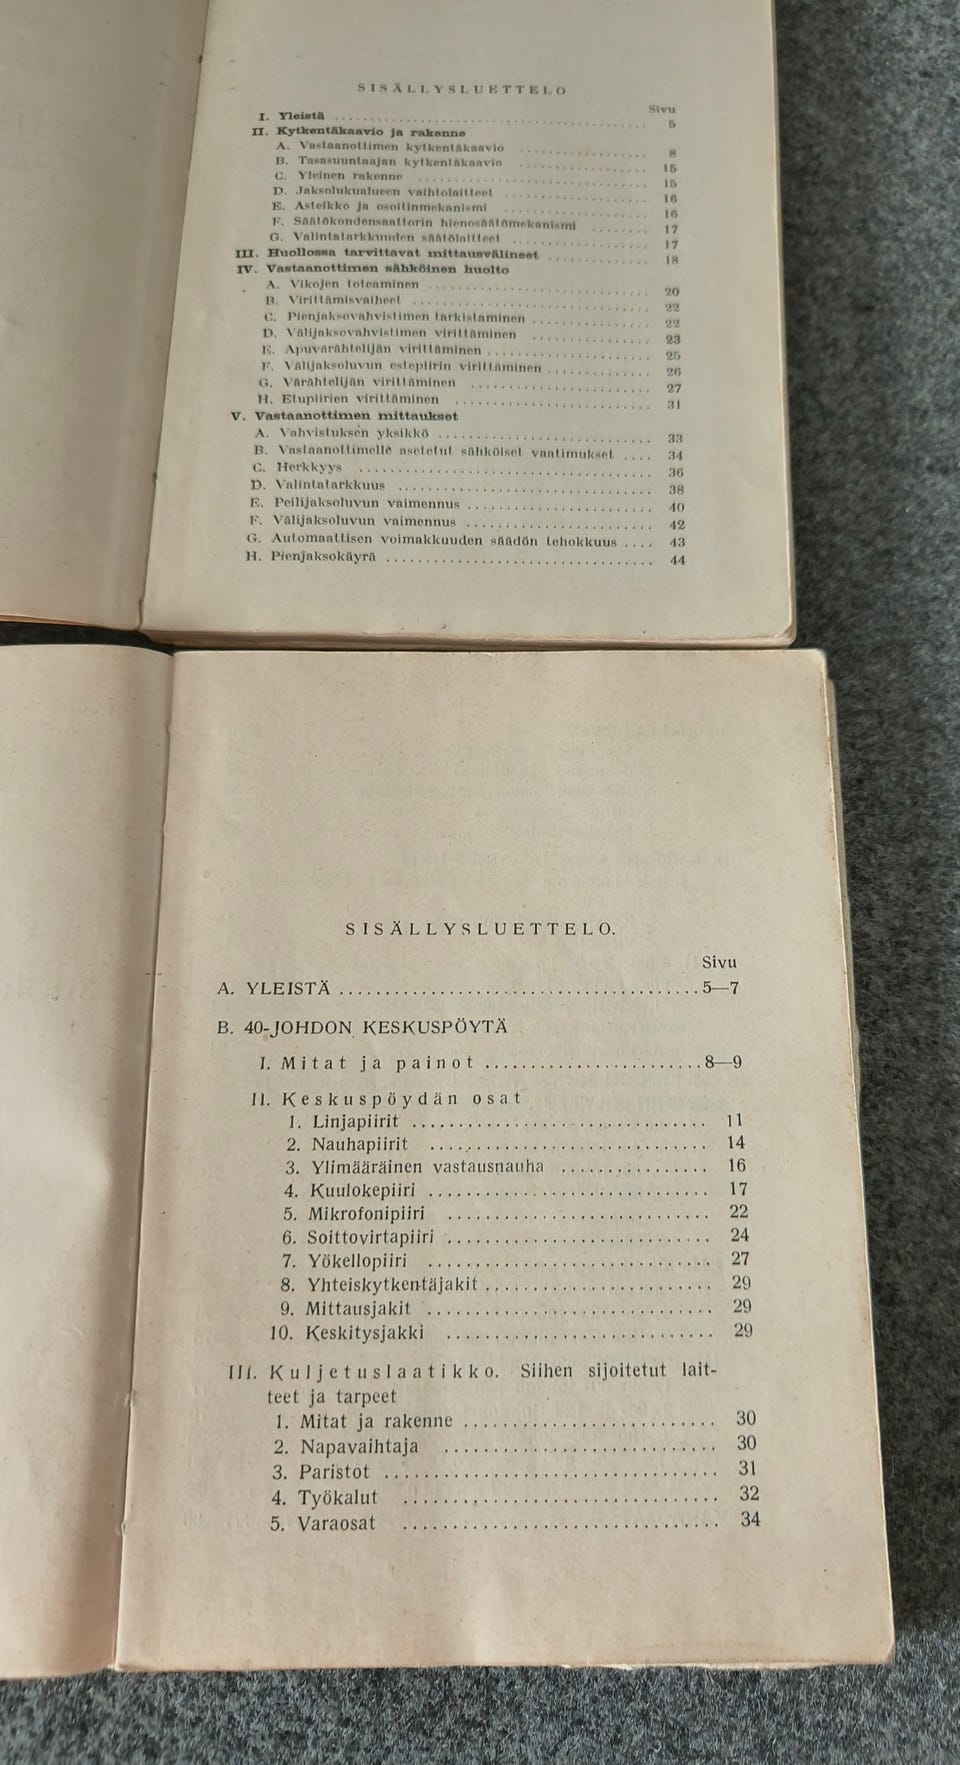 SISÄLLYSLUETTELO
Sivu
I. Yleistä ........ 5
II. Kytkentäkaavio ja rakenne
A. Vastaanottimen kytkentäkaavio ........ 8
B. Tasasuuntaajan kytkentäkaavio ........ 15
C. Yleinen rakenne ........ 15
D. Jaksolukualueen vaihtolaitteet ........ 16
E. Asteikko ja osoitinmekanismi ........ 16
F. Säätökondensaattorin hienosäätömekanismi ........ 17
G. Valintatarkkuuden säätölaitteet ........ 17
III. Huollossa tarvittavat mittausvälineet ........ 18
IV. Vastaanottimen sähköinen huolto
A. Vikojen toteaminen ........ 20
B. Virittämisvaiheet ........ 22
C. Pienjaksovahvistimen tarkistaminen ........ 22
D. Välijaksovahvistimen virittäminen ........ 23
E. Apuvärähtelijän virittäminen ........ 25
F. Välijaksoluvun estepiirin virittäminen ........ 26
G. Värähtelijän virittäminen ........ 27
H. Etupiirien virittäminen ........ 31
V. Vastaanottimen mittaukset
A. Vahvistuksen yksikkö ........ 33
B. Vastaanottimelle asetetut sähköiset vaatimukset .... 34
C. Herkkyys ........ 36
D. Valintatarkkuus ........ 38
E. Peilijaksoluvun vaimennus ........ 40
F. Välijaksoluvun vaimennus ........ 42
G. Automaattisen voimakkuuden säädön tehokkuus .... 43
H. Pienjaksokäyrä ........ 44
SISÄLLYSLUETTELO.
Sivu
A. YLEISTÄ ........ 5—7
B. 40-JOHDON KESKUSPÖYTÄ
I. Mitat ja painot ........ 8—9
II. Keskuspöydän osat
1. Linjapiirit ........ 11
2. Nauhapiirit ........ 14
3. Ylimääräinen vastausnauha ........ 16
4. Kuulokepiiri ........ 17
5. Mikrofonipiiri ........ 22
6. Soittovirtapiiri ........ 24
7. Yökellopiiri ........ 27
8. Yhteiskytkentäjakit ........ 29
9. Mittausjakit ........ 29
10. Keskitysjakki ........ 29
III. Kuljetuslaatikko. Siihen sijoitetut lait-
teet ja tarpeet
1. Mitat ja rakenne ........ 30
2. Napavaihtaja ........ 30
3. Paristot ........ 31
4. Työkalut ........ 32
5. Varaosat ........ 34